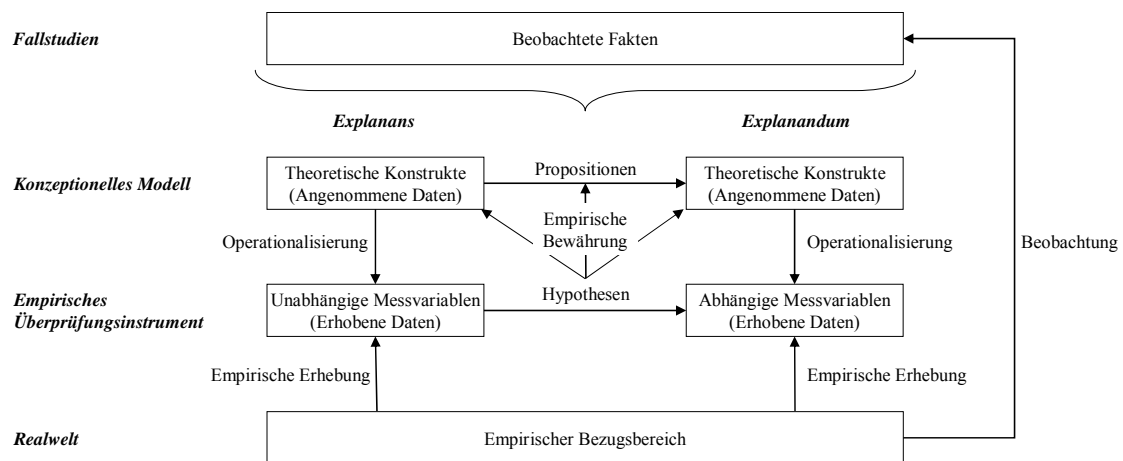 Fallstudien
Beobachtete Fakten
Explanans
Explanandum
Konzeptionelles Modell
Theoretische Konstrukte
(Angenommene Daten)
Propositionen
Theoretische Konstrukte
(Angenommene Daten)
Empirische
Bewährung
Operationalisierung
Operationalisierung
Beobachtung
Empirisches
Überprüfungsinstrument
Unabhängige Messvariablen
(Erhobene Daten)
Hypothesen
Abhängige Messvariablen
(Erhobene Daten)
Empirische Erhebung
Empirische Erhebung
Realwelt
Empirischer Bezugsbereich